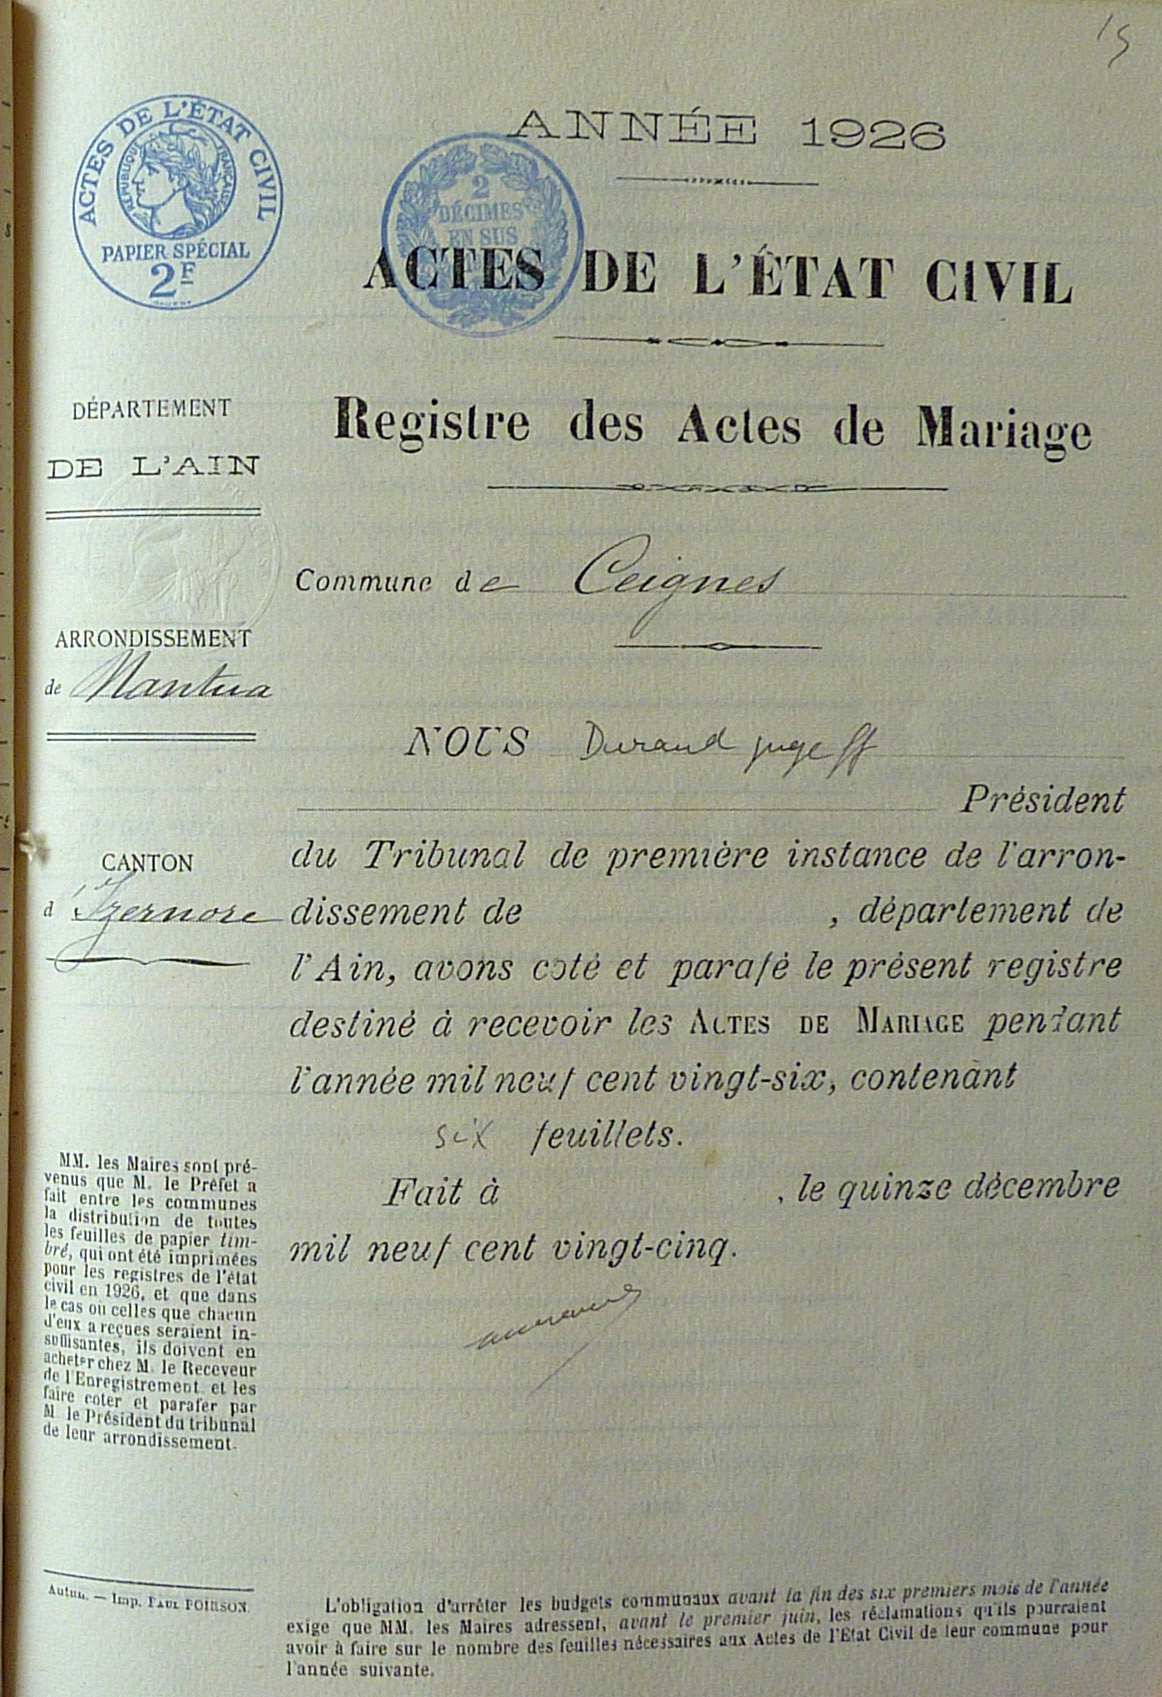 15
ANNÉE 1926
ACTES DE L'ÉTAT CIVIL
RÉPUBLIQUE FRANÇAISE
PAPIER SPÉCIAL
2F
2
DÉCIMES
EN SUS
ACTES DE L'ÉTAT CIVIL
Registre des Actes de Mariage
DÉPARTEMENT
DE L'AIN
ARRONDISSEMENT
de Nantua
CANTON
d'Izernore
Commune de Ceignes
NOUS Durand juge ff
Président
du Tribunal de première instance de l'arron-
dissement de , département de
l'Ain, avons coté et parafé le présent registre
destiné à recevoir les ACTES DE MARIAGE pendant
l'année mil neuf cent vingt-six, contenant
six feuillets.
Fait à , le quinze décembre
mil neuf cent vingt-cinq.
MM. les Maires sont pré-
venus que M. le Préfet a
fait entre les communes
la distribution de toutes
les feuilles de papier tim-
bré, qui ont été imprimées
pour les registres de l'état
civil en 1926, et que dans
le cas où celles que chacun
d'eux a reçues seraient in-
suffisantes, ils doivent en
acheter chez M. le Receveur
de l'Enregistrement et les
faire coter et parafer par
M. le Président du tribunal
de leur arrondissement.
Autun. — Imp. PAUL POIRSON.
L'obligation d'arrêter les budgets communaux avant la fin des six premiers mois de l'année
exige que MM. les Maires adressent, avant le premier juin, les réclamations qu'ils pourraient
avoir à faire sur le nombre des feuilles nécessaires aux Actes de l'Etat Civil de leur commune pour
l'année suivante.